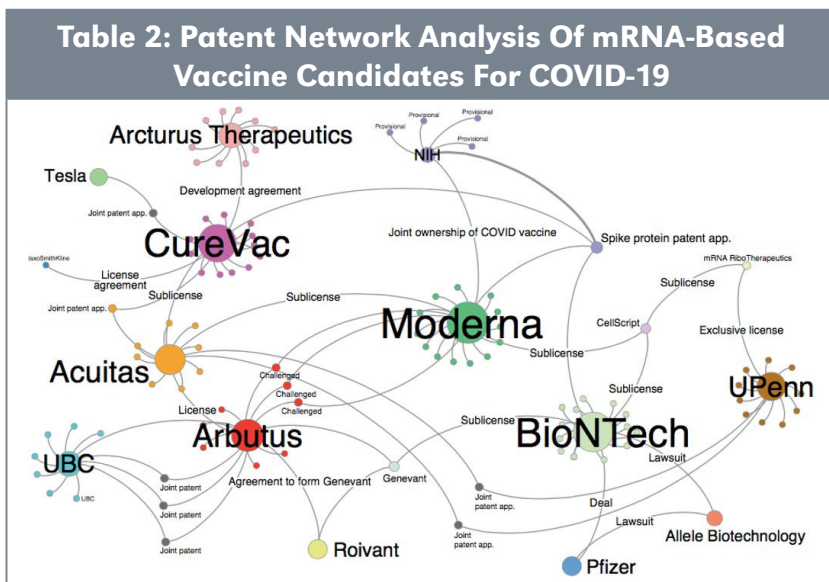 Table 2: Patent Network Analysis Of mRNA-Based
Vaccine Candidates For COVID-19
Arcturus Therapeutics
Provisional
Provisional
Provisional
Provisional
NIH
Tesla
Development agreement
Joint patent app.
CureVac
Joint ownership of COVID vaccine
Spike protein patent app.
laxoSmithKline
License
agreement
mRNA RiboTherapeutics
Sublicense
Sublicense
Sublicense
Joint patent app.
CellScript
Moderna
Exclusive license
Sublicense
Acuitas
Challenged
Challenged
Challenged
Sublicense
UPenn
License
Arbutus
Sublicense
BioNTech
UBC
Lawsuit
Joint patent
Agreement to form Genevant
Genevant
UBC
Joint
patent app.
Deal
Joint patent
Lawsuit
Joint
patent app.
Allele Biotechnology
Joint patent
Roivant
Pfizer